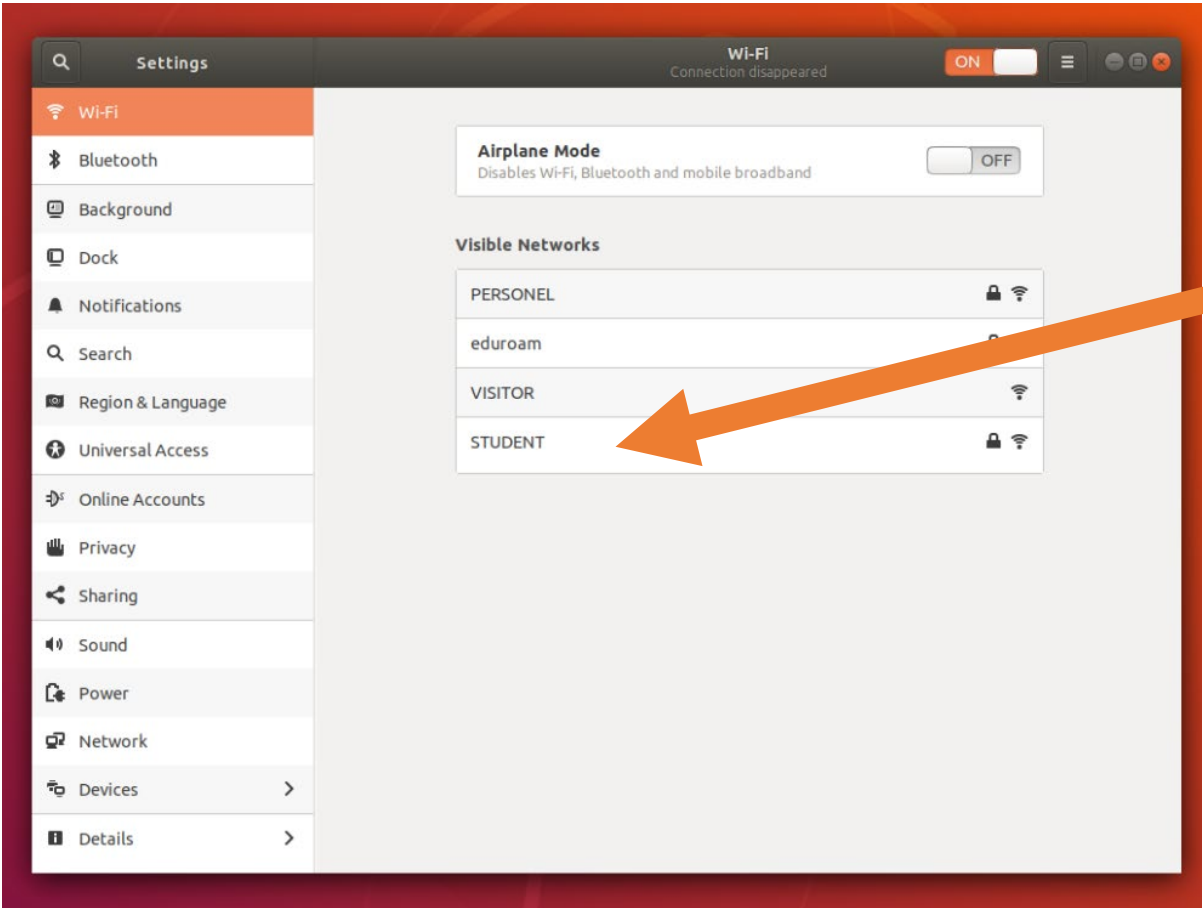 Settings
Wi-Fi
Connection disappeared
ON
Wi-Fi
Bluetooth
Background
Dock
Notifications
Search
Region & Language
Universal Access
Online Accounts
Privacy
Sharing
Sound
Power
Network
Devices
Details
Airplane Mode
Disables Wi-Fi, Bluetooth and mobile broadband
OFF
Visible Networks
PERSONEL
eduroam
VISITOR
STUDENT